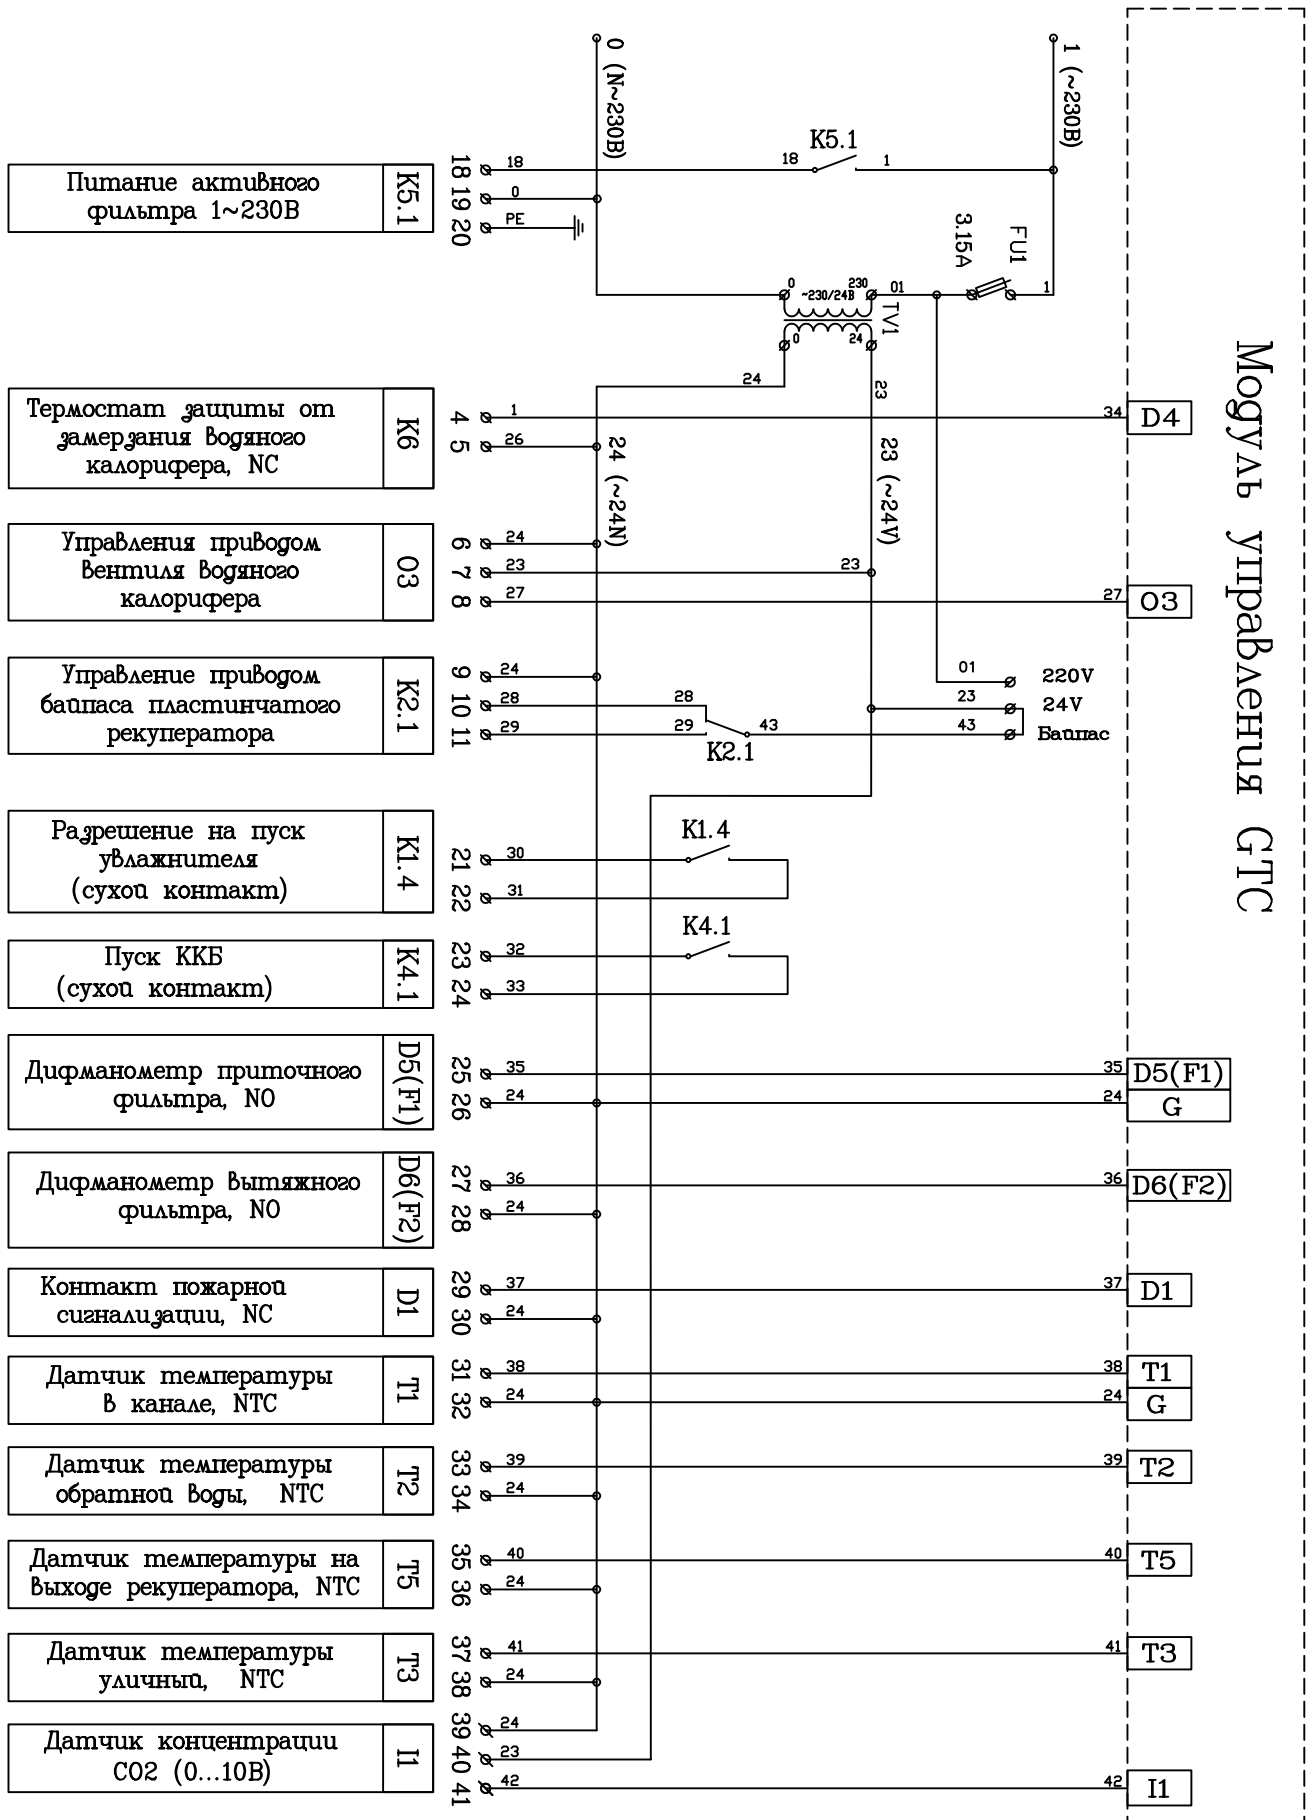 0 (N~230В)
1 (~230В)
Питание активного
фильтра 1~230В
К5.1
18 19 20
18
0
PE
18
К5.1
1
3.15А
FU1
1
0
~230/24В
230
01
TV1
0
24
24
23
24 (~24N)
23 (~24V)
Модуль управления GTC
Термостат защиты от
замерзания водяного
калорифера, NC
К6
4 5
1
26
34
D4
Управления приводом
вентиля водяного
калорифера
О3
6 7 8
24
23
27
23
27
О3
Управление приводом
байпаса пластинчатого
рекуператора
К2.1
9 10 11
24
28
29
28
29
К2.1
43
01
23
43
220V
24V
Байпас
Разрешение на пуск
увлажнителя
(сухой контакт)
К1.4
21 22
30
31
К1.4
Пуск ККБ
(сухой контакт)
К4.1
23 24
32
33
К4.1
Дифманометр приточного
фильтра, NO
D5(F1)
25 26
35
24
35
24
D5(F1)
G
Дифманометр вытяжного
фильтра, NO
D6(F2)
27 28
36
24
36
D6(F2)
Контакт пожарной
сигнализации, NC
D1
29 30
37
24
37
D1
Датчик температуры
в канале, NTC
T1
31 32
38
24
38
24
T1
G
Датчик температуры
обратной воды, NTC
T2
33 34
39
24
39
T2
Датчик температуры на
выходе рекуператора, NTC
T5
35 36
40
24
40
T5
Датчик температуры
уличный, NTC
T3
37 38
41
24
41
T3
Датчик концентрации
СО2 (0...10В)
I1
39 40 41
24
23
42
42
I1